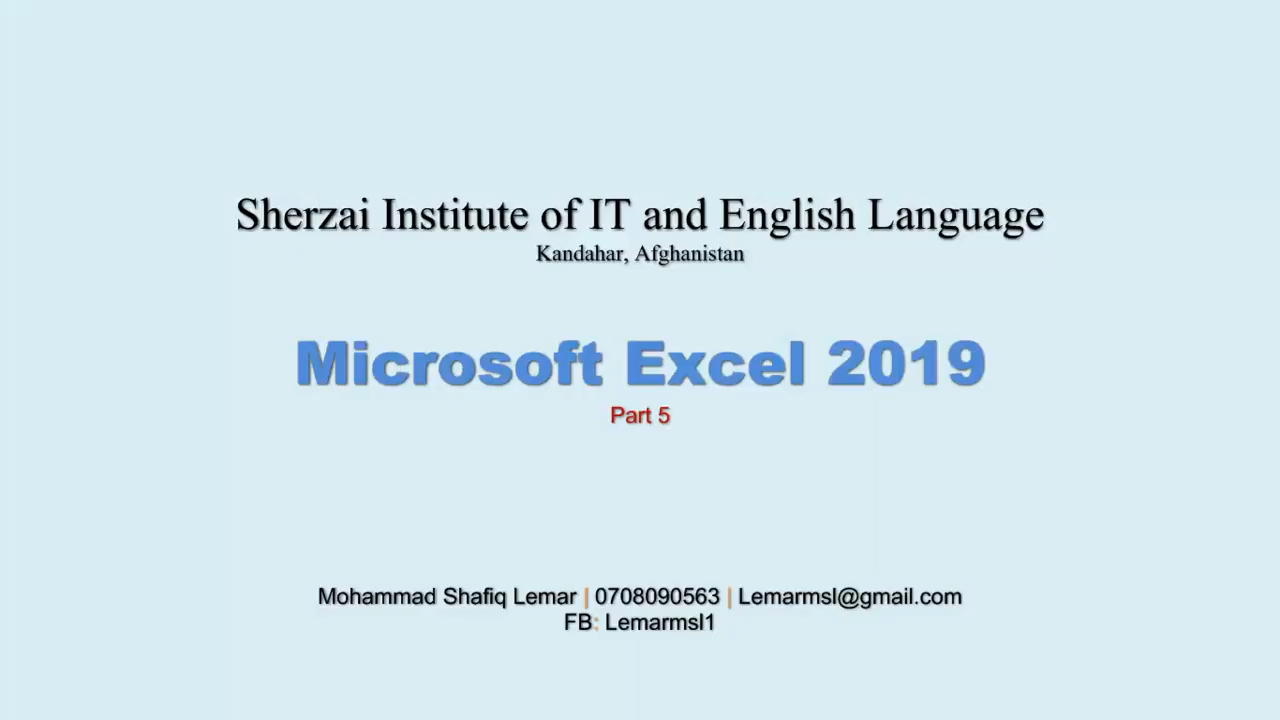 Sherzai Institute of IT and English Language
Kandahar, Afghanistan
Microsoft Excel 2019
Part 5
Mohammad Shafiq Lemar | 0708090563 | Lemarmsl@gmail.com
FB: Lemarmsl1